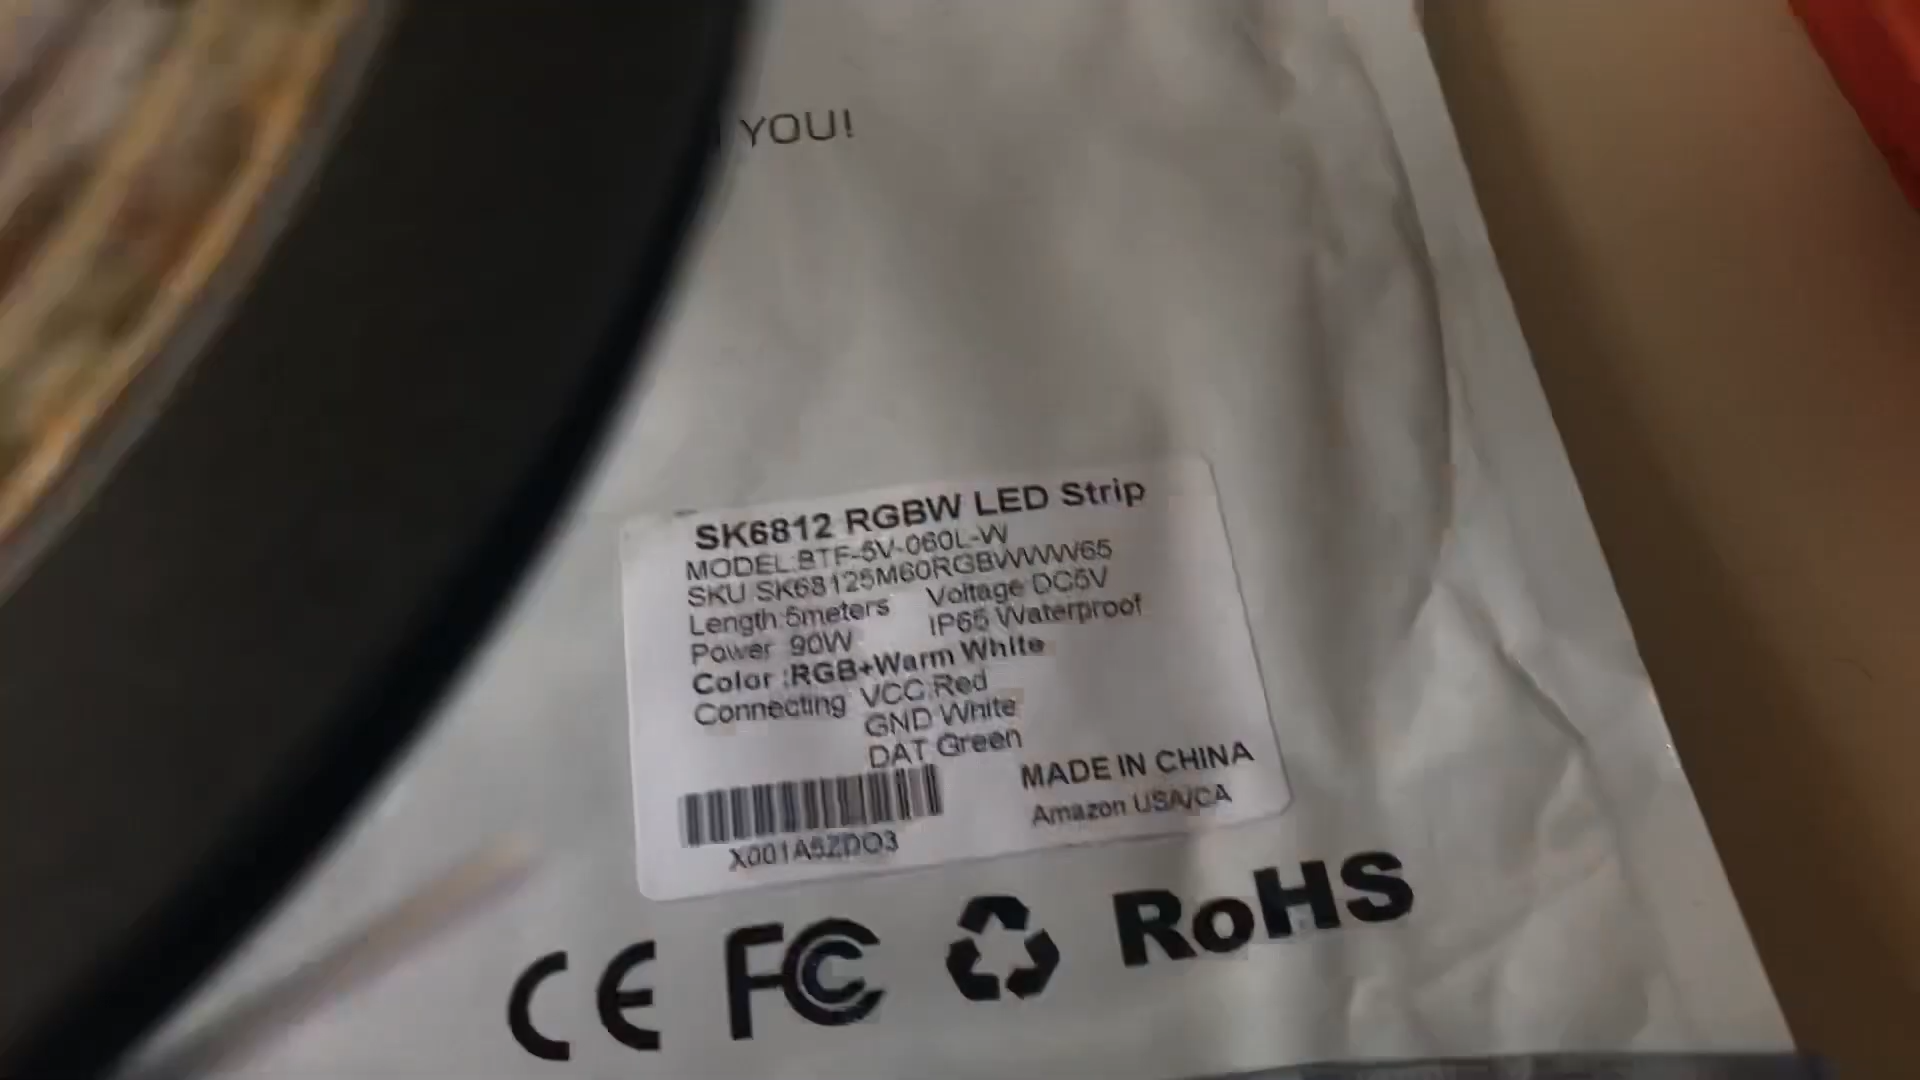 YOU!
SK6812 RGBW LED Strip
MODEL:BTF-5V-060L-W
SKU:SK68125M60RGBWWW65
Length:5meters Voltage DC5V
Power 90W IP65 Waterproof
Color :RGB+Warm White
Connecting VCC:Red
GND White
DAT Green
MADE IN CHINA
Amazon USA/CA
X001A5ZDO3
CE FC RoHS